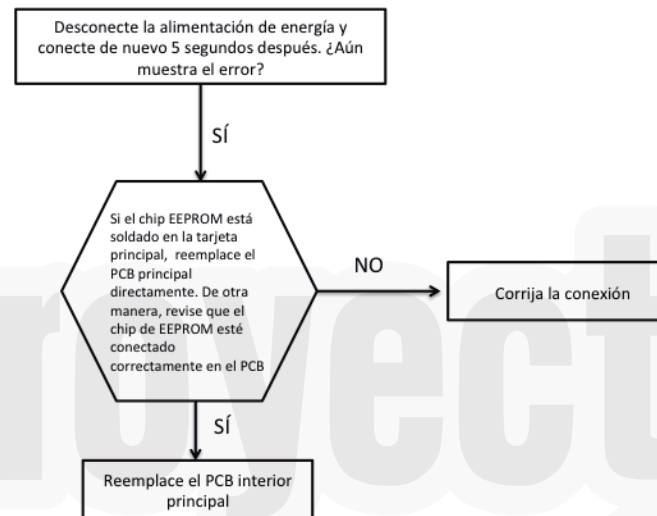 Desconecte la alimentación de energía y
conecte de nuevo 5 segundos después. ¿Aún
muestra el error?
SÍ
Si el chip EEPROM está
soldado en la tarjeta
principal, reemplace el
PCB principal
directamente. De otra
manera, revise que el
chip de EEPROM esté
conectado
correctamente en el PCB
NO
Corrija la conexión
SÍ
Reemplace el PCB interior
principal
royect